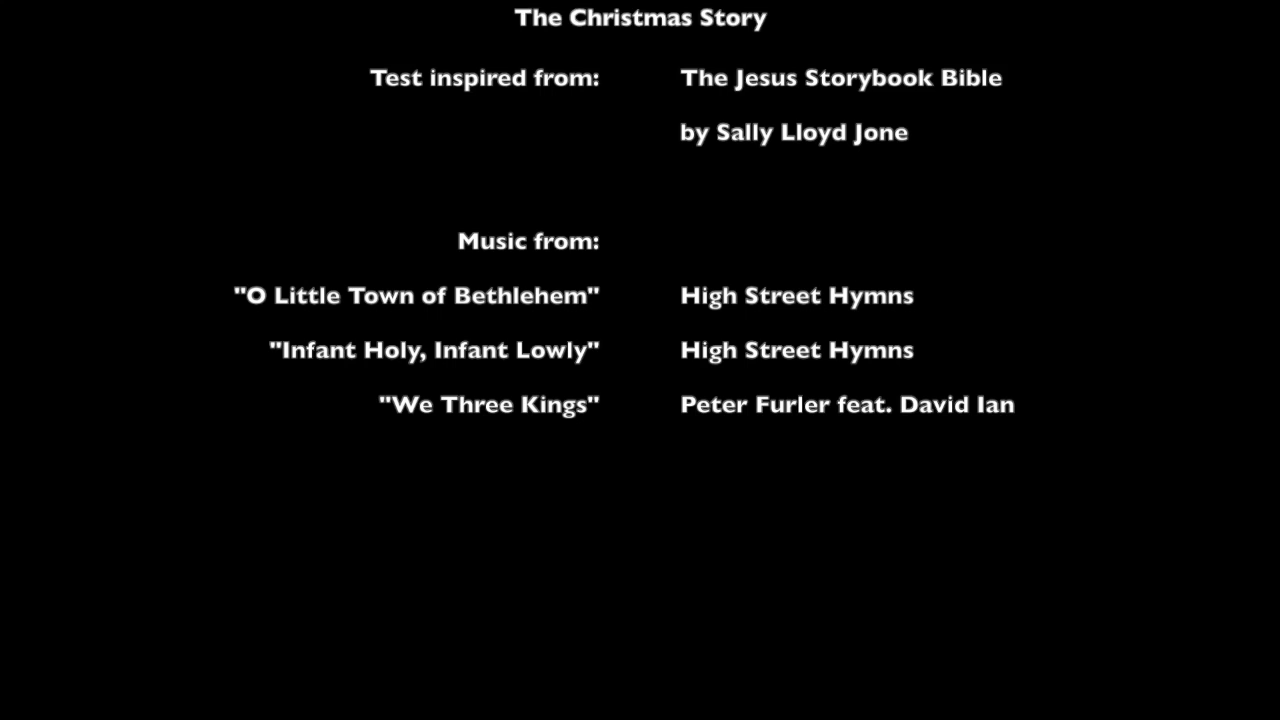 The Christmas Story
Test inspired from: The Jesus Storybook Bible
by Sally Lloyd Jone
Music from:
"O Little Town of Bethlehem" High Street Hymns
"Infant Holy, Infant Lowly" High Street Hymns
"We Three Kings" Peter Furler feat. David Ian